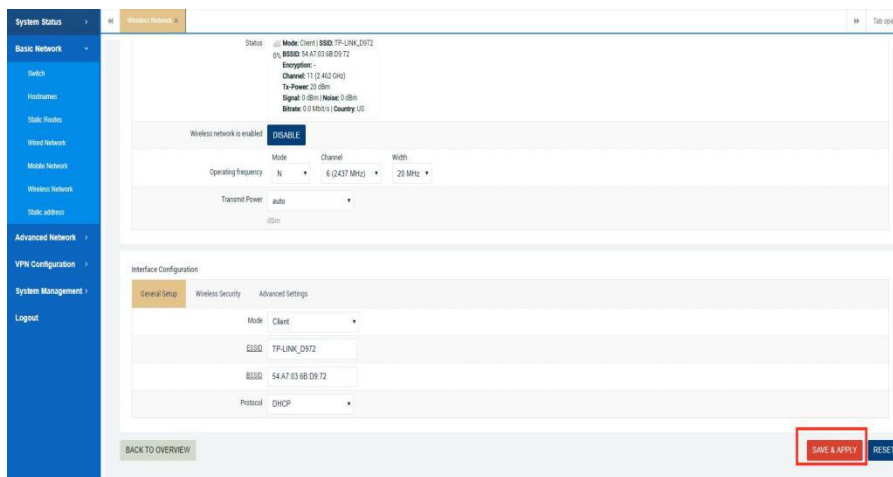 System Status
Wireless Network
Tab ope
Basic Network
Switch
Hostnames
Static Routes
Wired Network
Mobile Network
Wireless Network
Static address
Advanced Network
VPN Configuration
System Management
Logout
Status
0%
Mode: Client | SSID: TP-LINK_D972
BSSID: 54:A7:03:6B:D9:72
Encryption: -
Channel: 11 (2.462 GHz)
Tx-Power: 20 dBm
Signal: 0 dBm | Noise: 0 dBm
Bitrate: 0.0 Mbit/s | Country: US
Wireless network is enabled DISABLE
Mode Channel Width
Operating frequency N 6 (2437 MHz) 20 MHz
Transmit Power auto
dBm
Interface Configuration
General Setup Wireless Security Advanced Settings
Mode Client
ESSID TP-LINK_D972
BSSID 54:A7:03:6B:D9:72
Protocol DHCP
BACK TO OVERVIEW SAVE & APPLY RESET